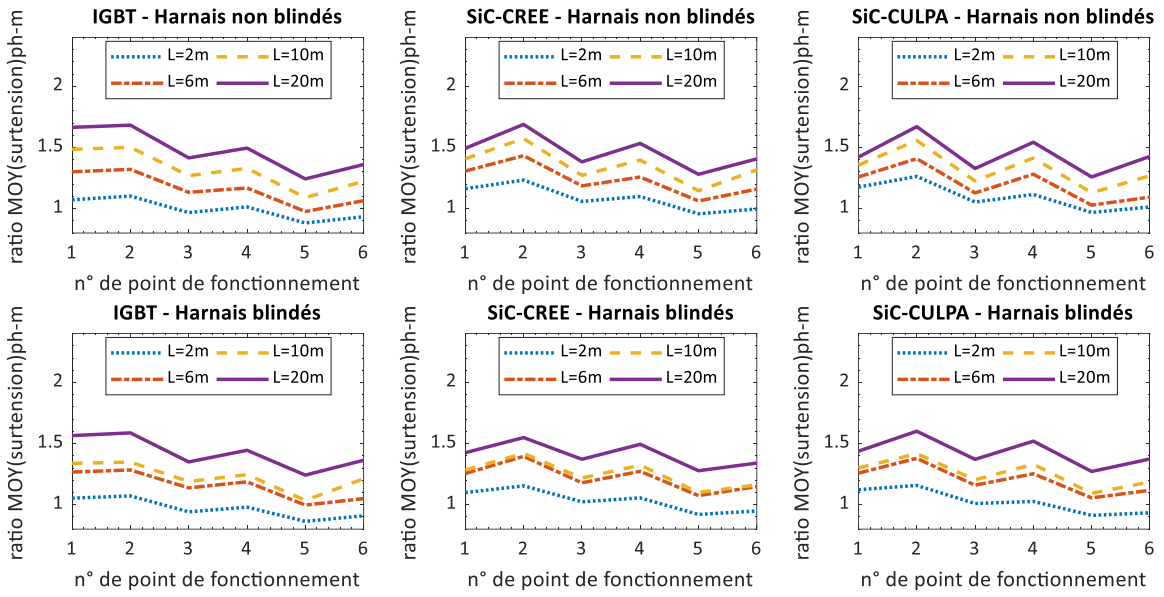 IGBT - Harnais non blindés
SiC-CREE - Harnais non blindés
SiC-CULPA - Harnais non blindés
ratio MOY(surtension)ph-m
2
1.5
1
L=2m
L=10m
L=6m
L=20m
1 2 3 4 5 6
n° de point de fonctionnement
ratio MOY(surtension)ph-m
2
1.5
1
L=2m
L=10m
L=6m
L=20m
1 2 3 4 5 6
n° de point de fonctionnement
ratio MOY(surtension)ph-m
2
1.5
1
L=2m
L=10m
L=6m
L=20m
1 2 3 4 5 6
n° de point de fonctionnement
IGBT - Harnais blindés
SiC-CREE - Harnais blindés
SiC-CULPA - Harnais blindés
ratio MOY(surtension)ph-m
2
1.5
1
L=2m
L=10m
L=6m
L=20m
1 2 3 4 5 6
n° de point de fonctionnement
ratio MOY(surtension)ph-m
2
1.5
1
L=2m
L=10m
L=6m
L=20m
1 2 3 4 5 6
n° de point de fonctionnement
ratio MOY(surtension)ph-m
2
1.5
1
L=2m
L=10m
L=6m
L=20m
1 2 3 4 5 6
n° de point de fonctionnement